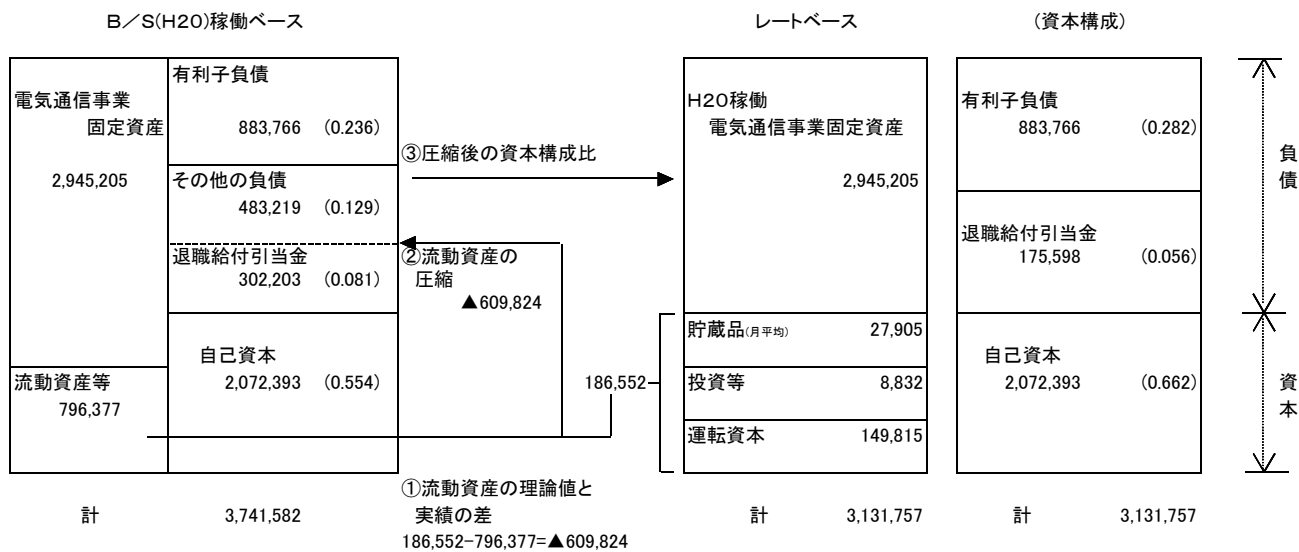 B／S(H20)稼働ベース
電気通信事業
固定資産
2,945,205
流動資産等
796,377
有利子負債
883,766 (0.236)
その他の負債
483,219 (0.129)
退職給付引当金
302,203 (0.081)
自己資本
2,072,393 (0.554)
計 3,741,582
③圧縮後の資本構成比
②流動資産の
圧縮
▲609,824
①流動資産の理論値と
実績の差
186,552-796,377=▲609,824
186,552
レートベース
H20稼働
電気通信事業固定資産
2,945,205
貯蔵品(月平均) 27,905
投資等 8,832
運転資本 149,815
計 3,131,757
(資本構成)
有利子負債
883,766 (0.282)
退職給付引当金
175,598 (0.056)
自己資本
2,072,393 (0.662)
計 3,131,757
負
債
資
本